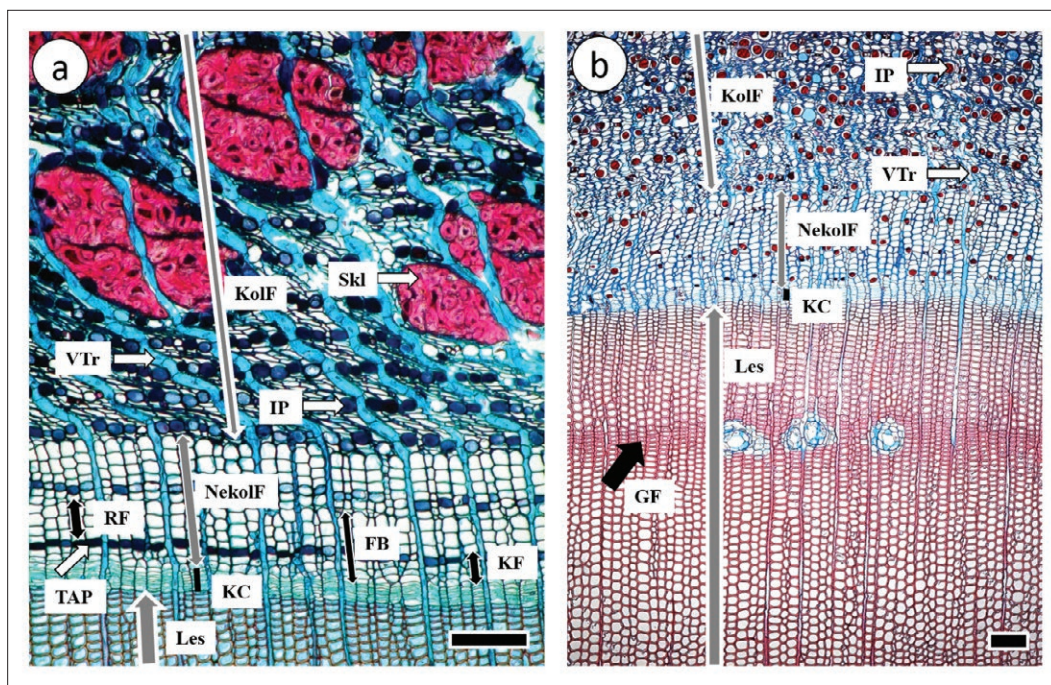 a
KolF
Skl
VTr
IP
NekolF
RF
FB
KF
TAP
KC
Les
b
IP
KolF
VTr
NekolF
KC
Les
GF